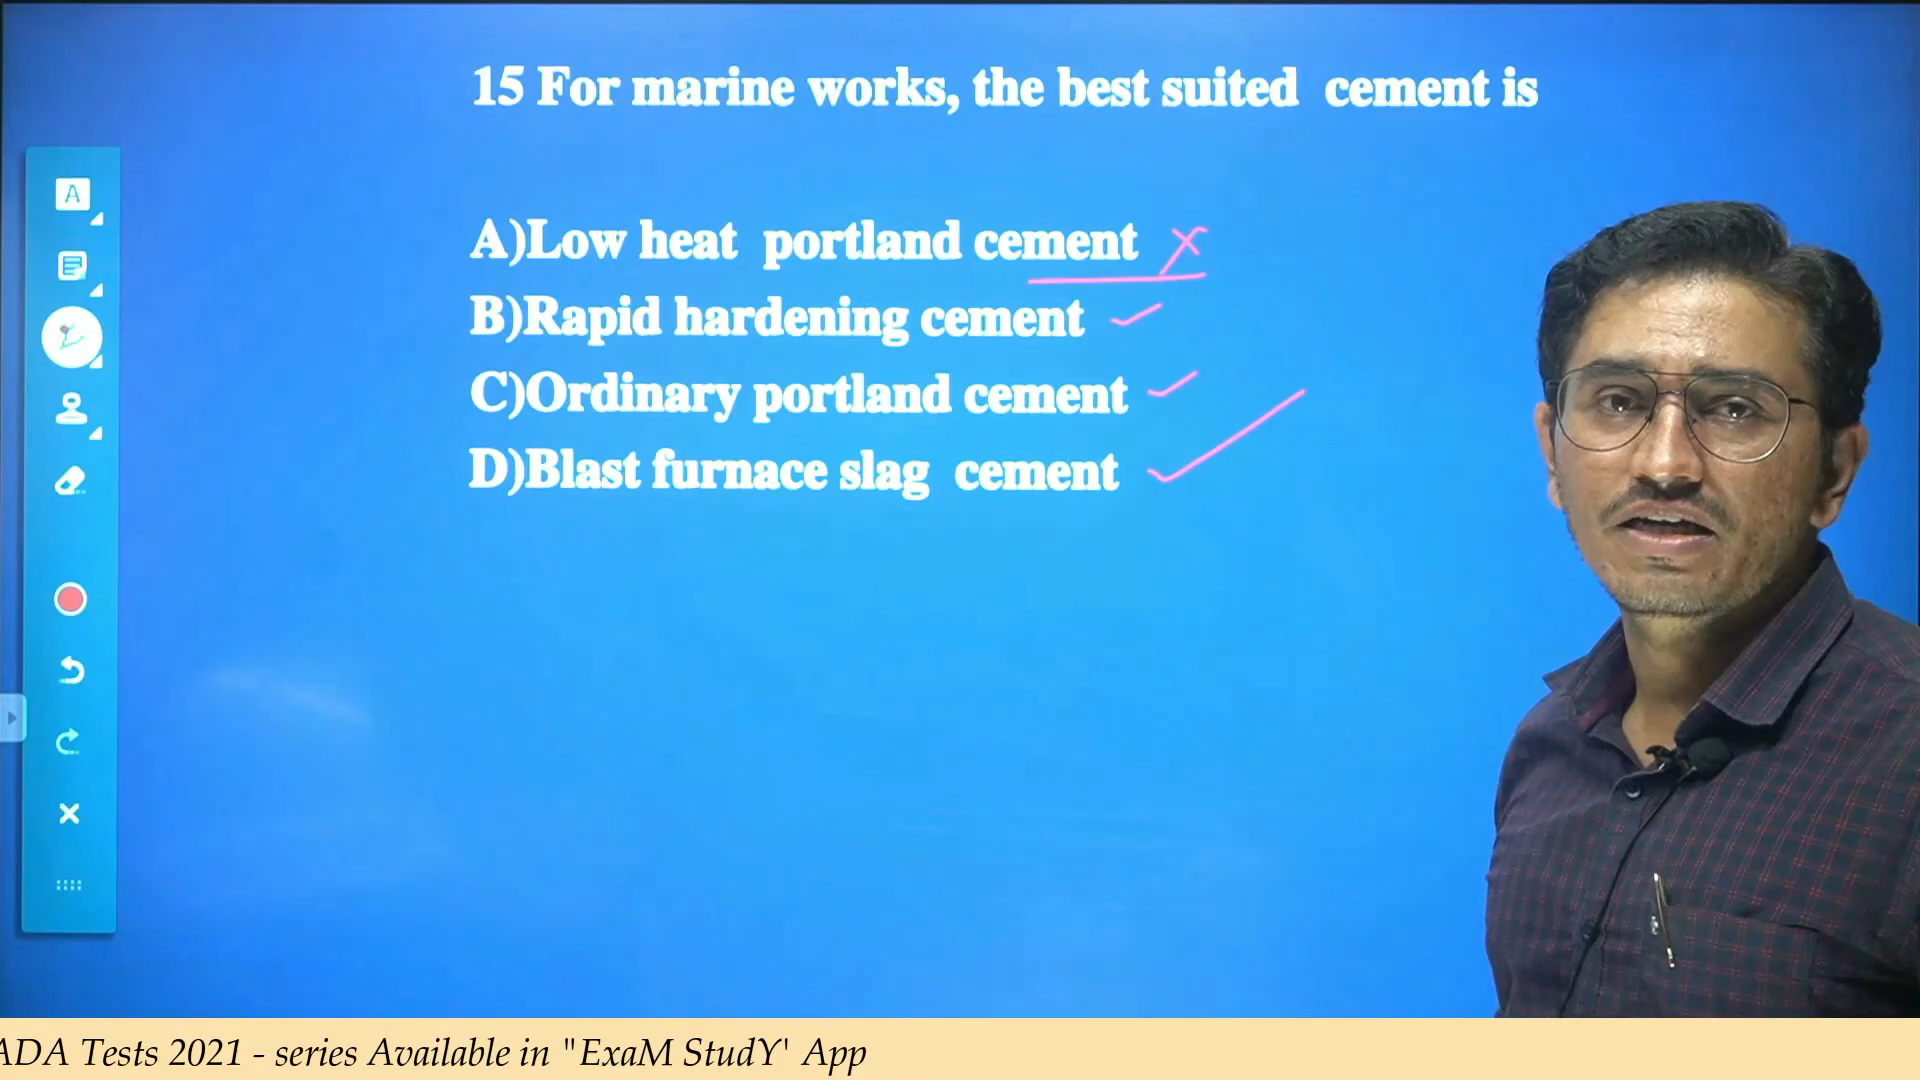 15 For marine works, the best suited cement is
A)Low heat portland cement
B)Rapid hardening cement
C)Ordinary portland cement
D)Blast furnace slag cement
A
ADA Tests 2021 - series Available in "ExaM StudY' App